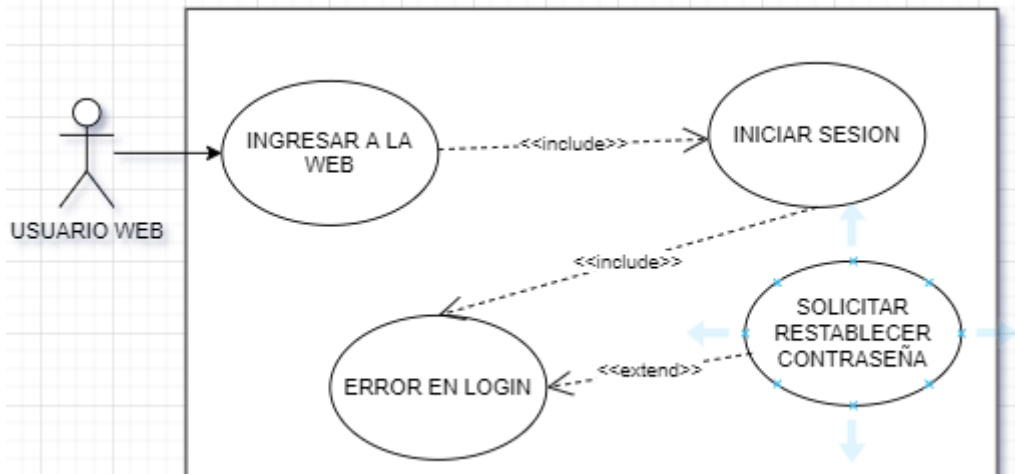 INGRESAR A LA
WEB
<<include>>
INICIAR SESION
USUARIO WEB
<<include>>
SOLICITAR
RESTABLECER
CONTRASEÑA
<<extend>>
ERROR EN LOGIN